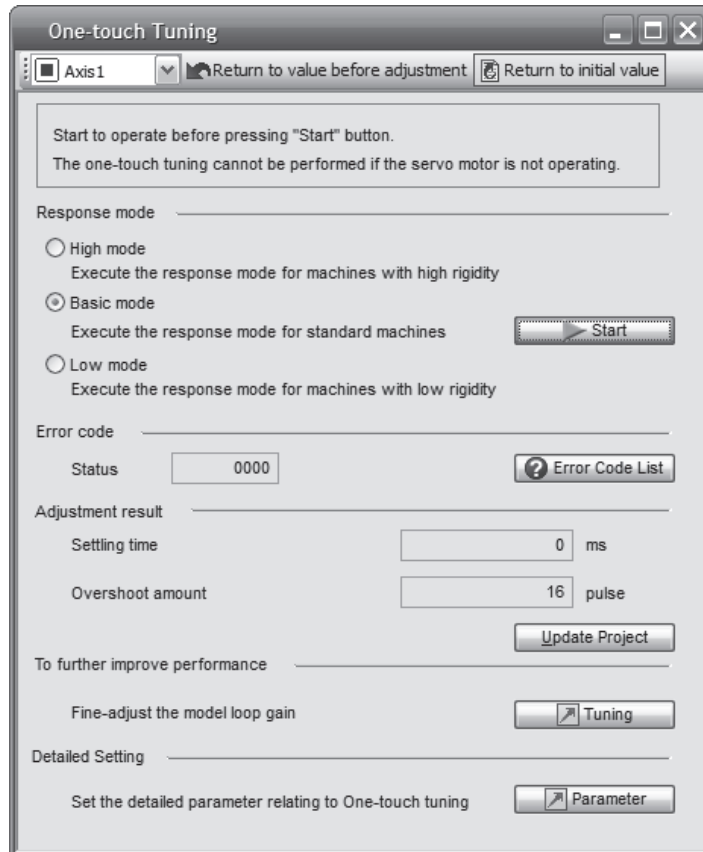 One-touch Tuning
Axis1 Return to value before adjustment Return to initial value
Start to operate before pressing "Start" button.
The one-touch tuning cannot be performed if the servo motor is not operating.
Response mode
High mode
Execute the response mode for machines with high rigidity
Basic mode
Execute the response mode for standard machines Start
Low mode
Execute the response mode for machines with low rigidity
Error code
Status 0000 Error Code List
Adjustment result
Settling time 0 ms
Overshoot amount 16 pulse
Update Project
To further improve performance
Fine-adjust the model loop gain Tuning
Detailed Setting
Set the detailed parameter relating to One-touch tuning Parameter